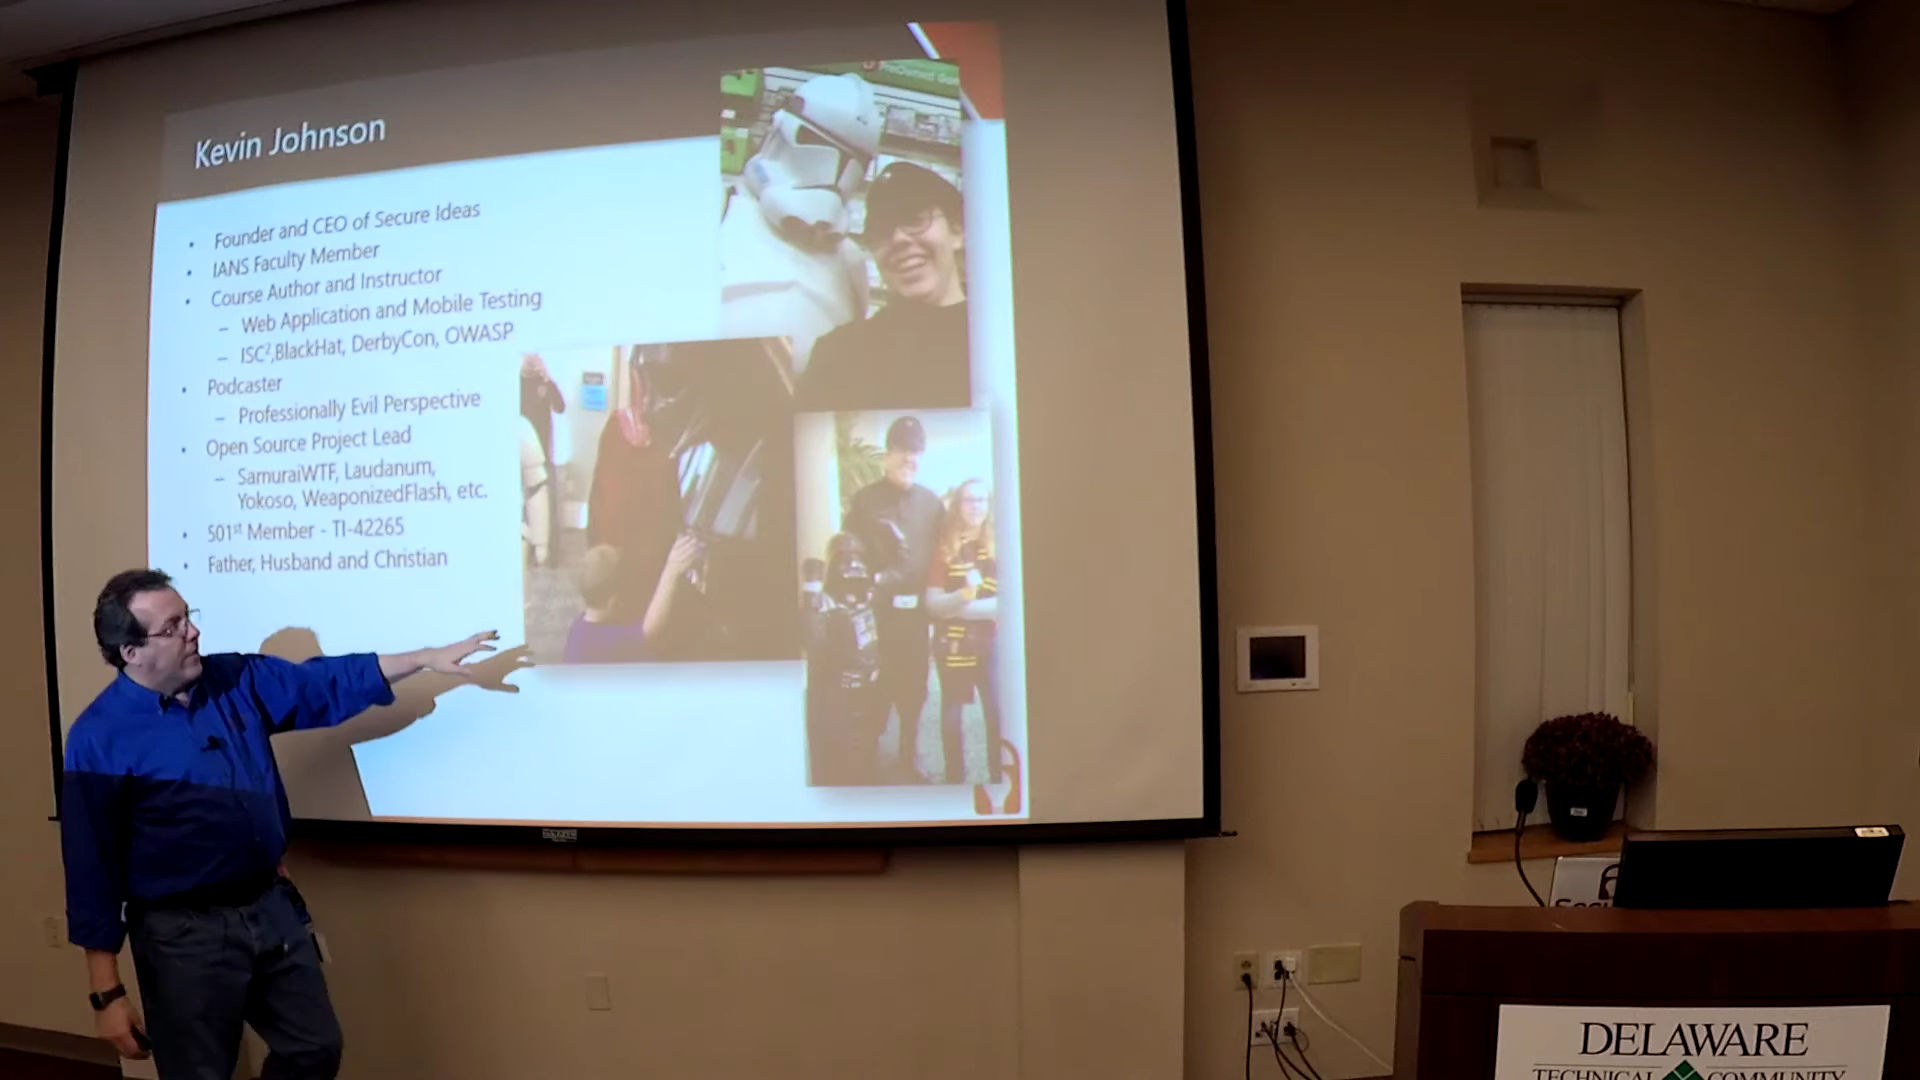 Kevin Johnson
• Founder and CEO of Secure Ideas
• IANS Faculty Member
• Course Author and Instructor
– Web Application and Mobile Testing
– ISC²,BlackHat, DerbyCon, OWASP
• Podcaster
– Professionally Evil Perspective
• Open Source Project Lead
– SamuraiWTF, Laudanum,
Yokoso, WeaponizedFlash, etc.
• 501st Member - TI-42265
• Father, Husband and Christian
DELAWARE
TECHNICAL COMMUNITY